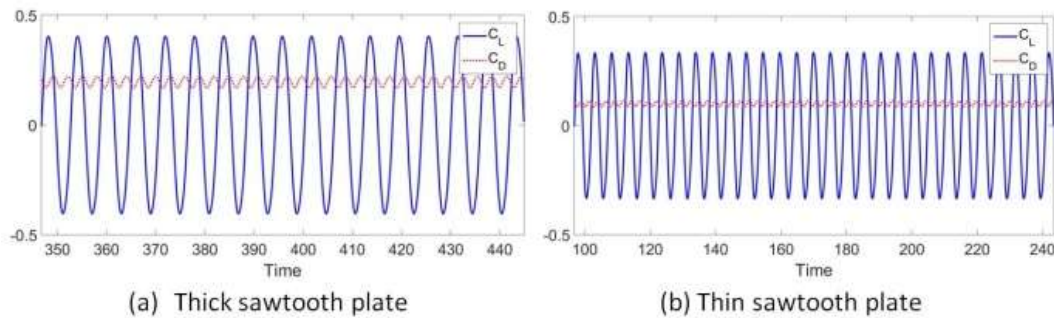 0.5
0
-0.5
C_L
C_D
350 360 370 380 390 400 410 420 430 440
Time
(a) Thick sawtooth plate
0.5
0
-0.5
C_L
C_D
100 120 140 160 180 200 220 240
Time
(b) Thin sawtooth plate